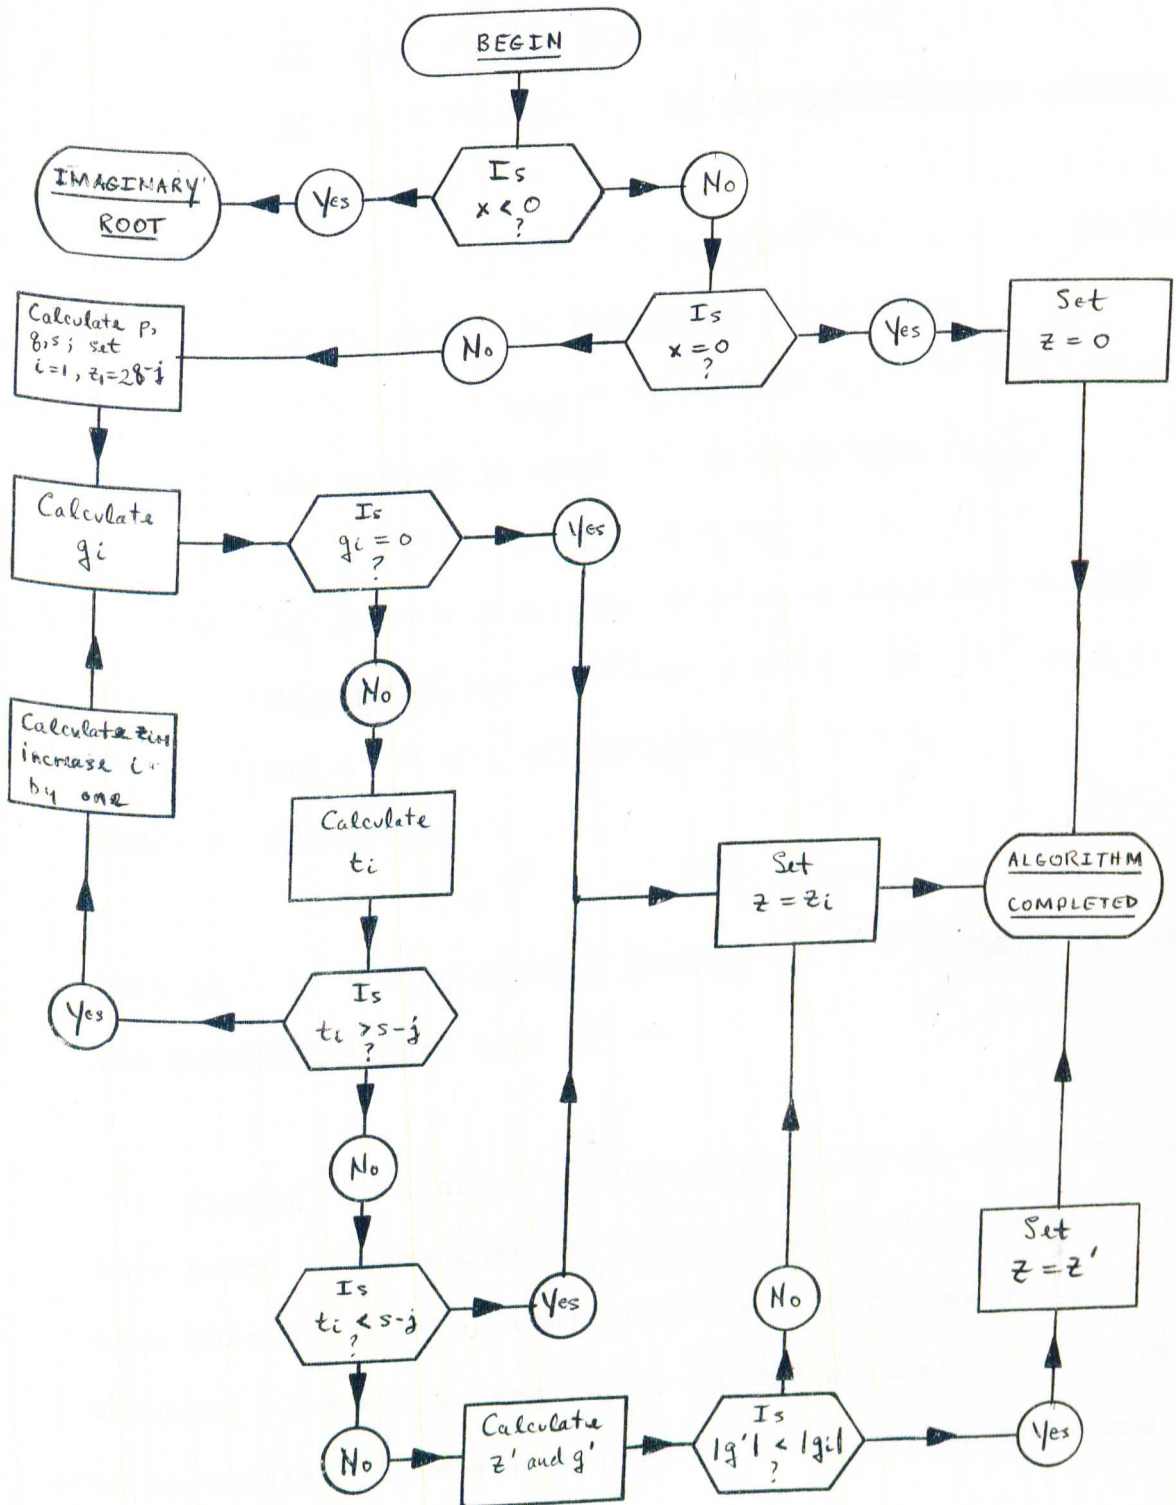 BEGIN
Is
x < 0
?
Yes
IMAGINARY
ROOT
No
Is
x = 0
?
Yes
Set
z = 0
No
Calculate p,
q, s; set
i=1, z₁=2q-j
Calculate
gi
Is
gi = 0
?
Yes
No
Calculate zi+1
increase i
by one
Calculate
ti
Set
z = zi
ALGORITHM
COMPLETED
Is
ti > s-j
?
Yes
No
Is
ti < s-j
?
Yes
No
Set
z = z'
No
Calculate
z' and g'
Is
|g'| < |gi|
?
Yes